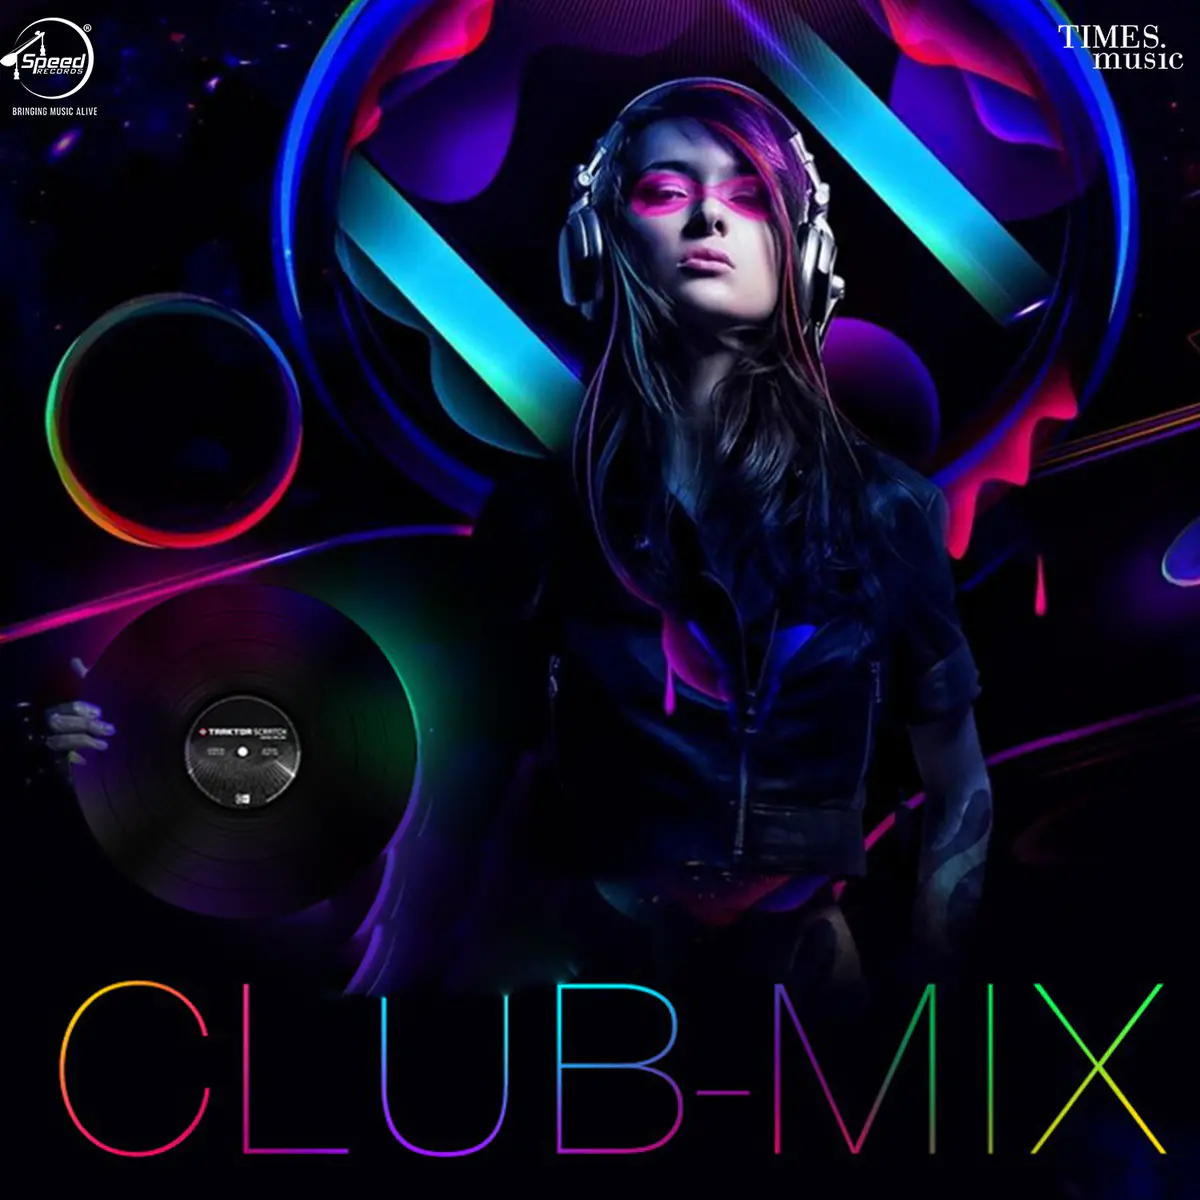 Speed
RECORDS
®
BRINGING MUSIC ALIVE
TIMES.
music
TRAKTOR SCRATCH
CLUB-MIX